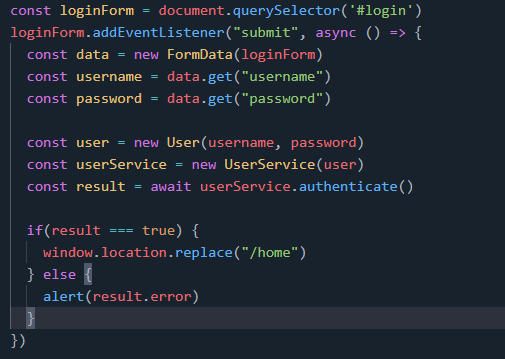 const loginForm = document.querySelector('#login')
loginForm.addEventListener("submit", async () => {
  const data = new FormData(loginForm)
  const username = data.get("username")
  const password = data.get("password")

  const user = new User(username, password)
  const userService = new UserService(user)
  const result = await userService.authenticate()

  if(result === true) {
    window.location.replace("/home")
  } else {
    alert(result.error)
  }
})